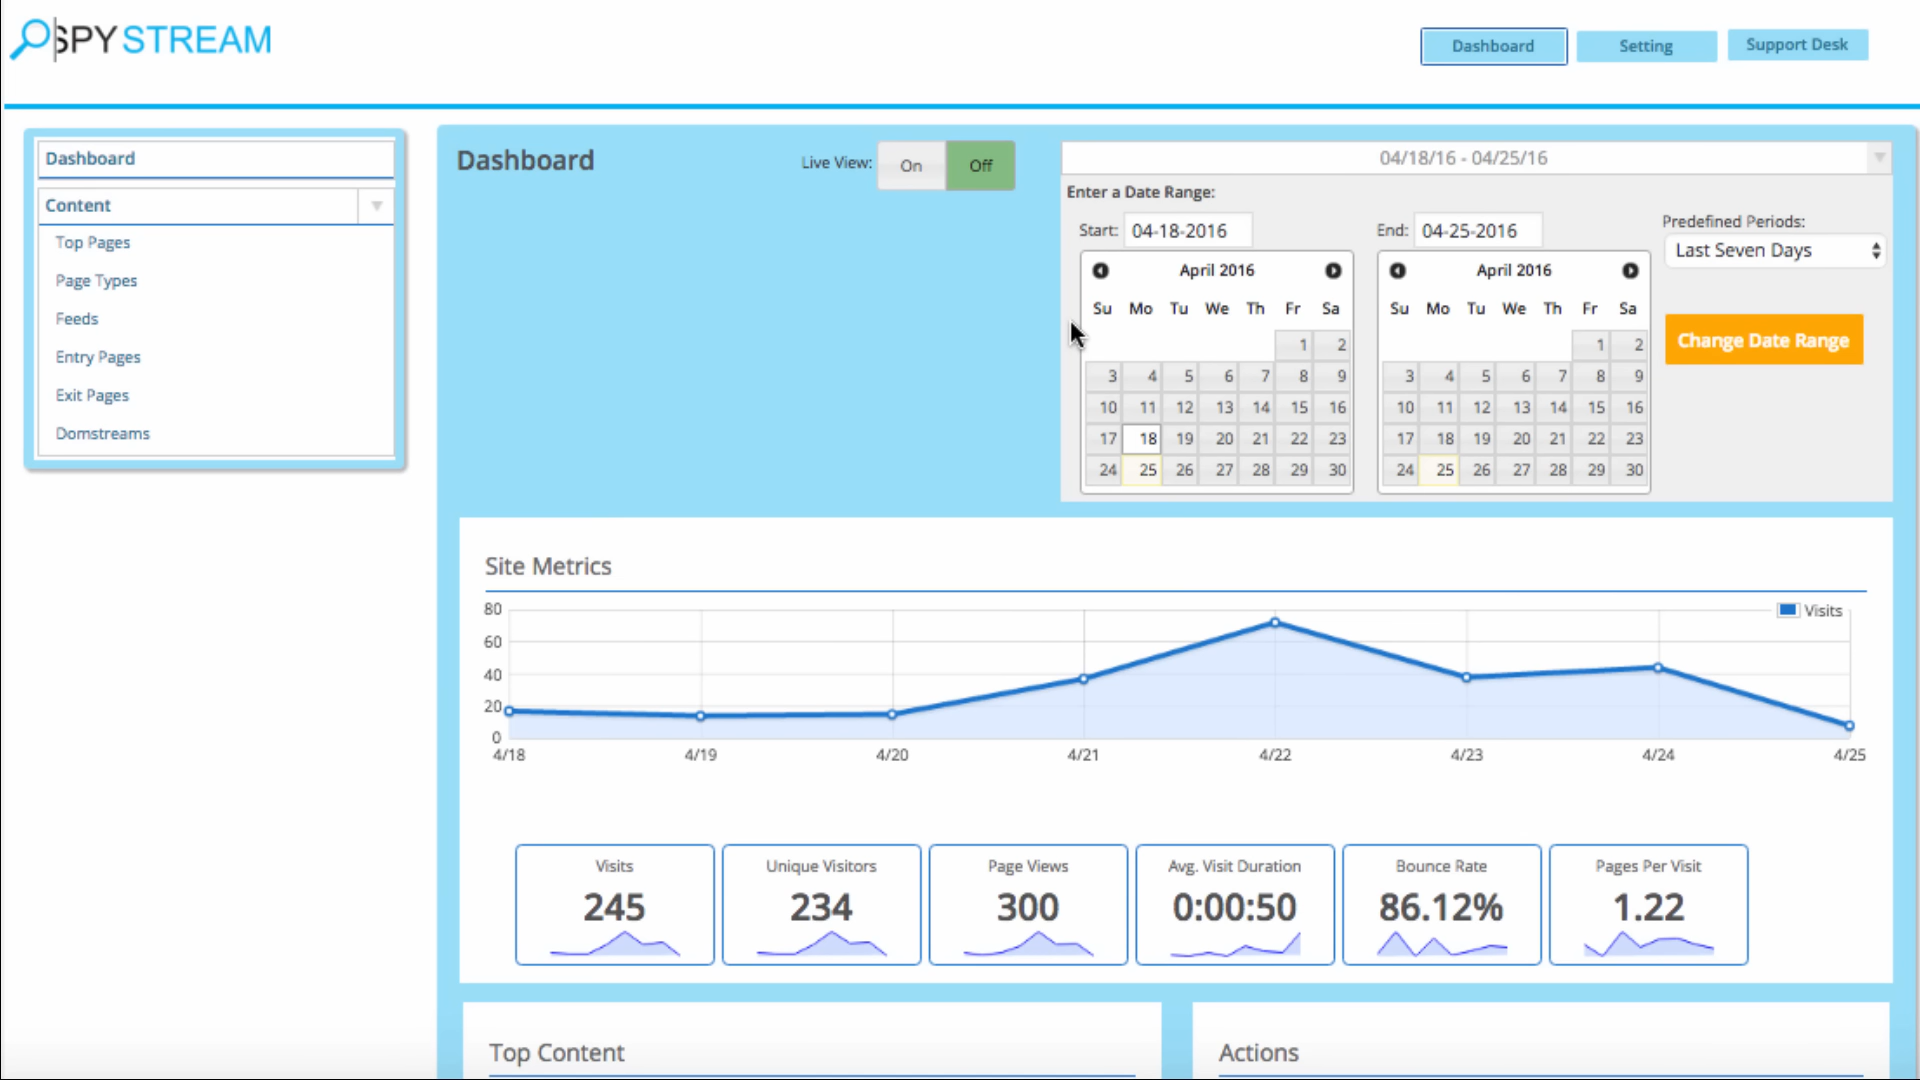 SPY STREAM
Dashboard
Setting
Support Desk
Dashboard
Content
Top Pages
Page Types
Feeds
Entry Pages
Exit Pages
Domstreams
Dashboard
Live View: On Off
04/18/16 - 04/25/16
Enter a Date Range:
Start: 04-18-2016
End: 04-25-2016
Predefined Periods:
Last Seven Days
Change Date Range
April 2016
Su Mo Tu We Th Fr Sa
1 2
3 4 5 6 7 8 9
10 11 12 13 14 15 16
17 18 19 20 21 22 23
24 25 26 27 28 29 30
April 2016
Su Mo Tu We Th Fr Sa
1 2
3 4 5 6 7 8 9
10 11 12 13 14 15 16
17 18 19 20 21 22 23
24 25 26 27 28 29 30
Site Metrics
Visits
80
60
40
20
0
4/18 4/19 4/20 4/21 4/22 4/23 4/24 4/25
Visits
245
Unique Visitors
234
Page Views
300
Avg. Visit Duration
0:00:50
Bounce Rate
86.12%
Pages Per Visit
1.22
Top Content
Actions